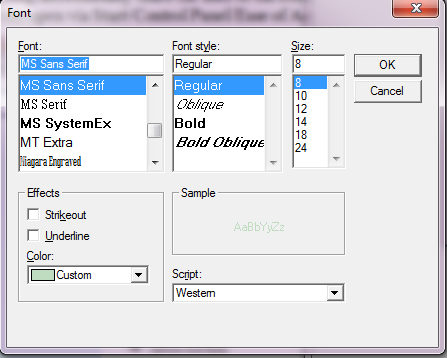 Font
Font:
MS Sans Serif
MS Sans Serif
MS Serif
MS SystemEx
MT Extra
Niagara Engraved
Font style:
Regular
Regular
Oblique
Bold
Bold Oblique
Size:
8
8
10
12
14
18
24
OK
Cancel
Effects
Strikeout
Underline
Color:
Custom
Sample
AaBbYyZz
Script:
Western